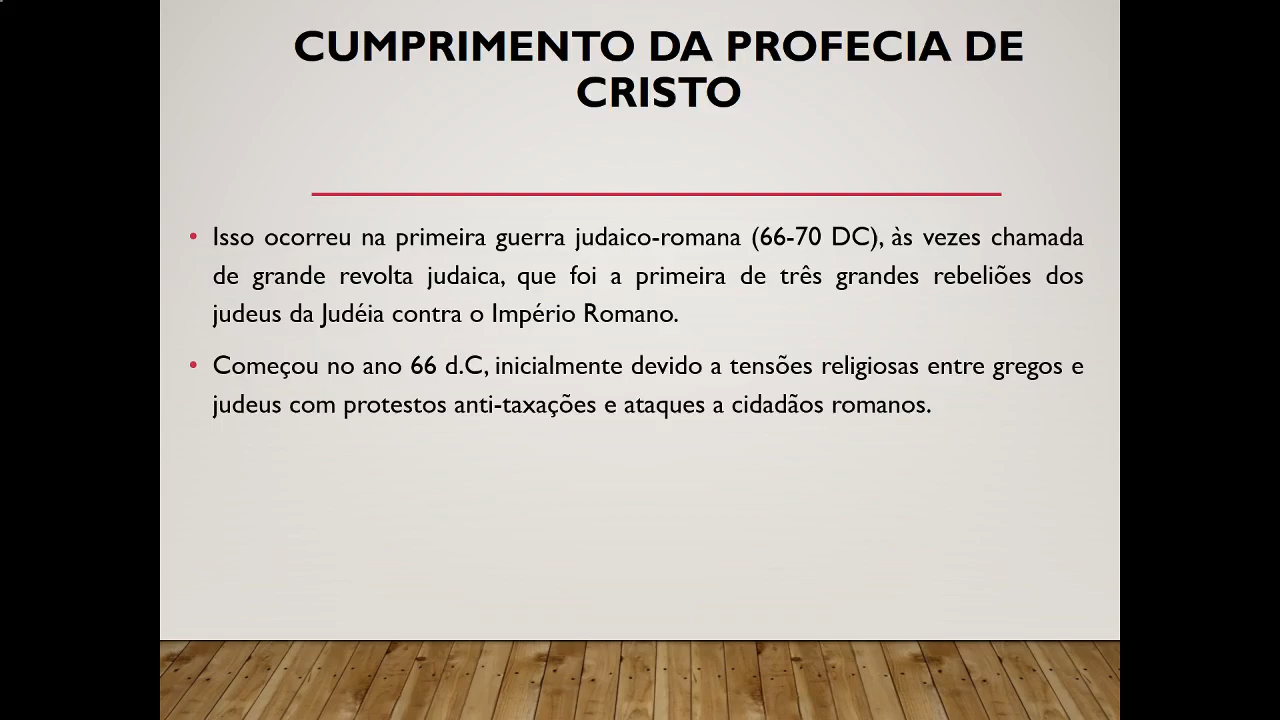 CUMPRIMENTO DA PROFECIA DE
CRISTO
• Isso ocorreu na primeira guerra judaico-romana (66-70 DC), às vezes chamada
de grande revolta judaica, que foi a primeira de três grandes rebeliões dos
judeus da Judéia contra o Império Romano.
• Começou no ano 66 d.C, inicialmente devido a tensões religiosas entre gregos e
judeus com protestos anti-taxações e ataques a cidadãos romanos.